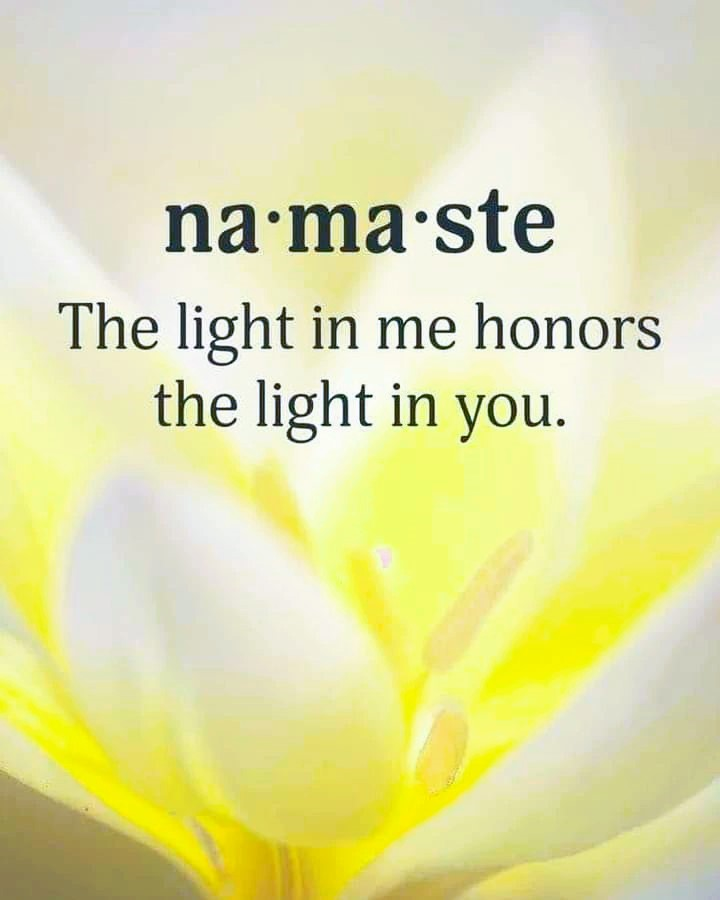 na·ma·ste
The light in me honors
the light in you.